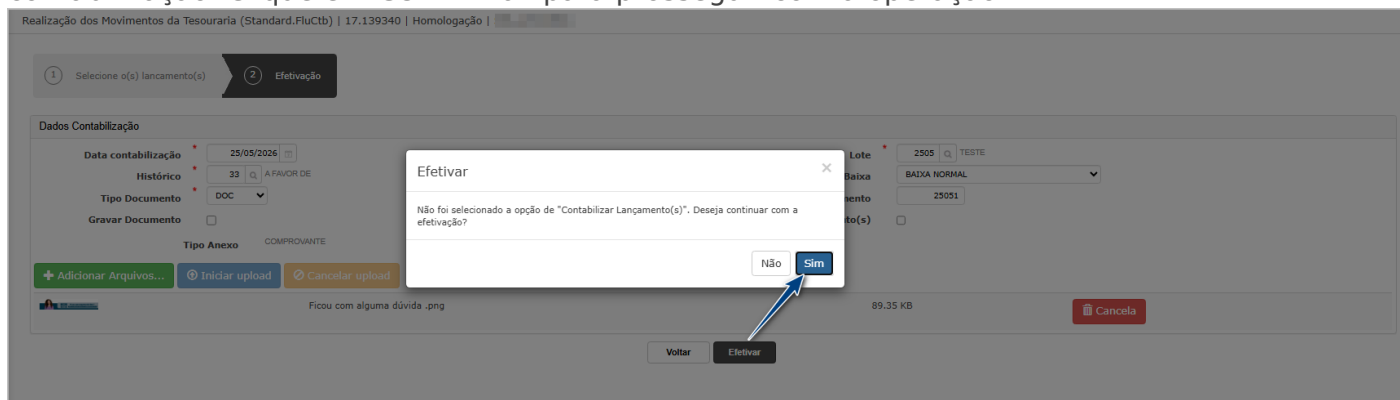 Realização dos Movimentos da Tesouraria (Standard.FluCtb) | 17.139340 | Homologação |
1 Selecione o(s) lancamento(s) 2 Efetivação
Dados Contabilização
Data contabilização * 25/05/2026 Lote * 2505 TESTE
Histórico * 33 A FAVOR DE Baixa BAIXA NORMAL
Tipo Documento * DOC mento 25051
Gravar Documento to(s)
Tipo Anexo COMPROVANTE
Efetivar ×
Não foi selecionado a opção de "Contabilizar Lançamento(s)". Deseja continuar com a
efetivação?
Não Sim
Adicionar Arquivos... Iniciar upload Cancelar upload
Ficou com alguma dúvida .png 89.35 KB Cancela
Voltar Efetivar